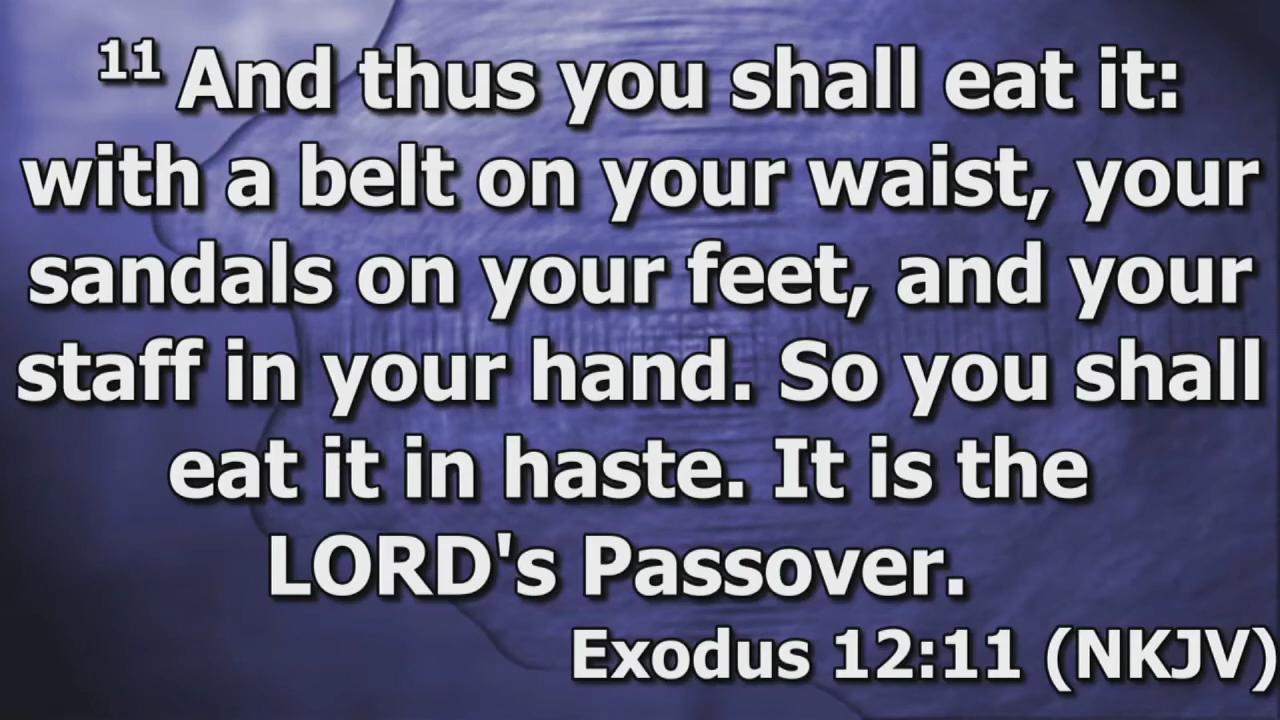 11 And thus you shall eat it:
with a belt on your waist, your
sandals on your feet, and your
staff in your hand. So you shall
eat it in haste. It is the
LORD's Passover.
Exodus 12:11 (NKJV)